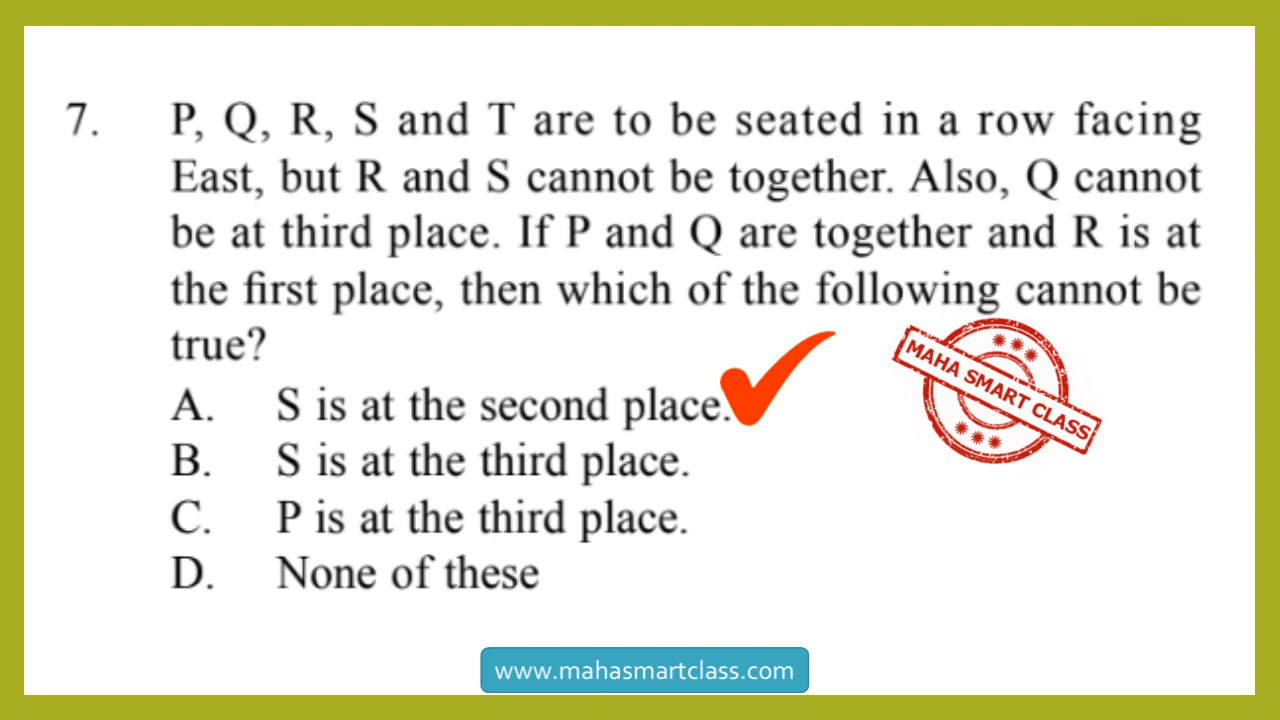 7. P, Q, R, S and T are to be seated in a row facing
East, but R and S cannot be together. Also, Q cannot
be at third place. If P and Q are together and R is at
the first place, then which of the following cannot be
true?
A. S is at the second place.
B. S is at the third place.
C. P is at the third place.
D. None of these
MAHA SMART CLASS
www.mahasmartclass.com